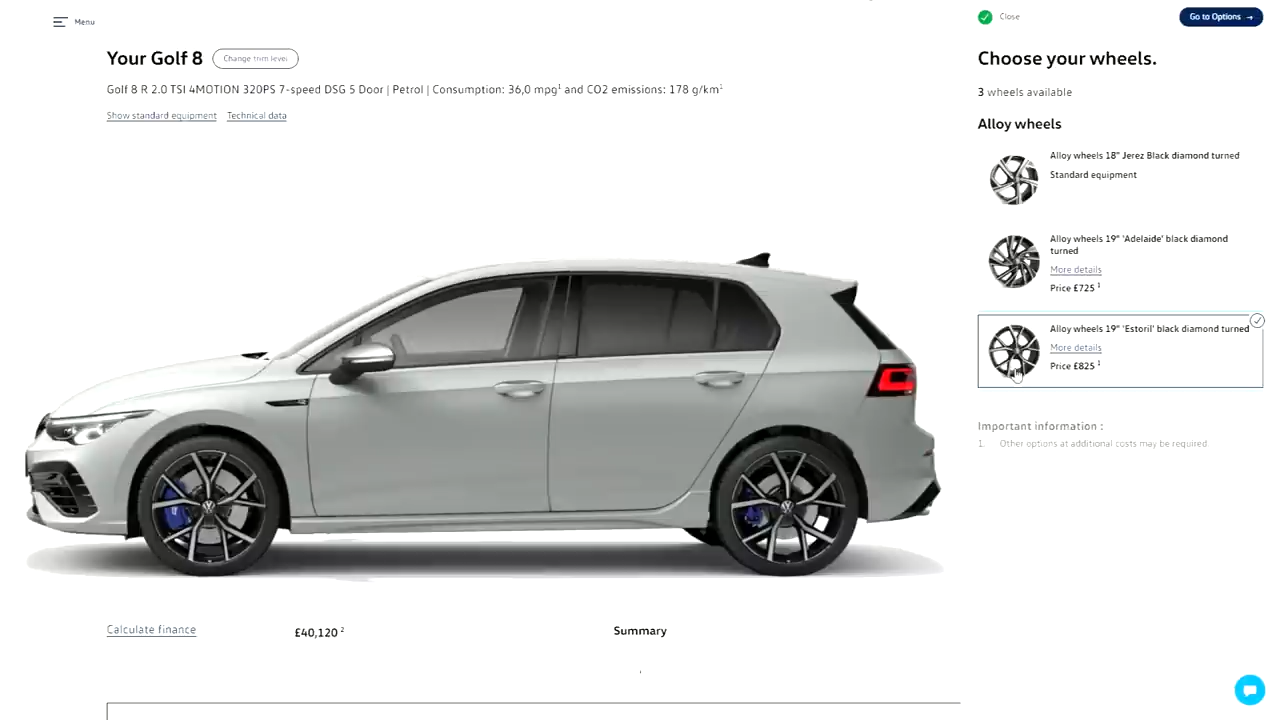 Menu
Close
Go to Options →
Your Golf 8
Change trim level
Choose your wheels.
Golf 8 R 2.0 TSI 4MOTION 320PS 7-speed DSG 5 Door | Petrol | Consumption: 36,0 mpg¹ and CO2 emissions: 178 g/km¹
3 wheels available
Show standard equipment
Technical data
Alloy wheels
Alloy wheels 18" Jerez Black diamond turned
Standard equipment
Alloy wheels 19" 'Adelaide' black diamond
turned
More details
Price £725 ¹
Alloy wheels 19" 'Estoril' black diamond turned
More details
Price £825 ¹
Important information :
1. Other options at additional costs may be required.
Calculate finance
£40,120 ²
Summary